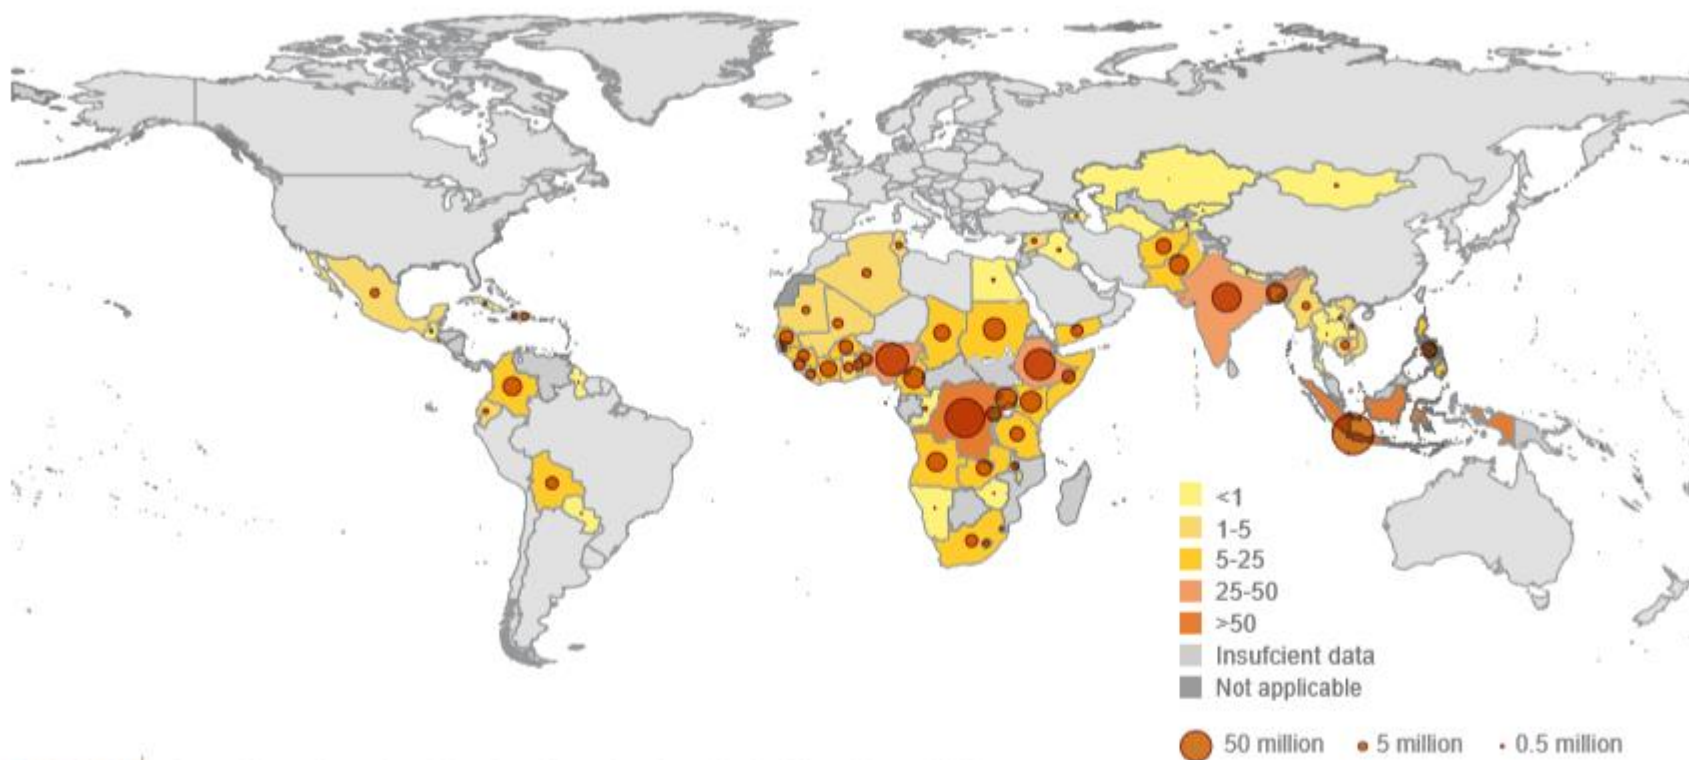 <1
1-5
5-25
25-50
>50
Insufcient data
Not applicable
50 million 5 million 0.5 million